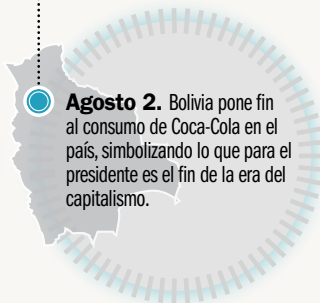 Agosto 2. Bolivia pone fin
al consumo de Coca-Cola en el
país, simbolizando lo que para el
presidente es el fin de la era del
capitalismo.